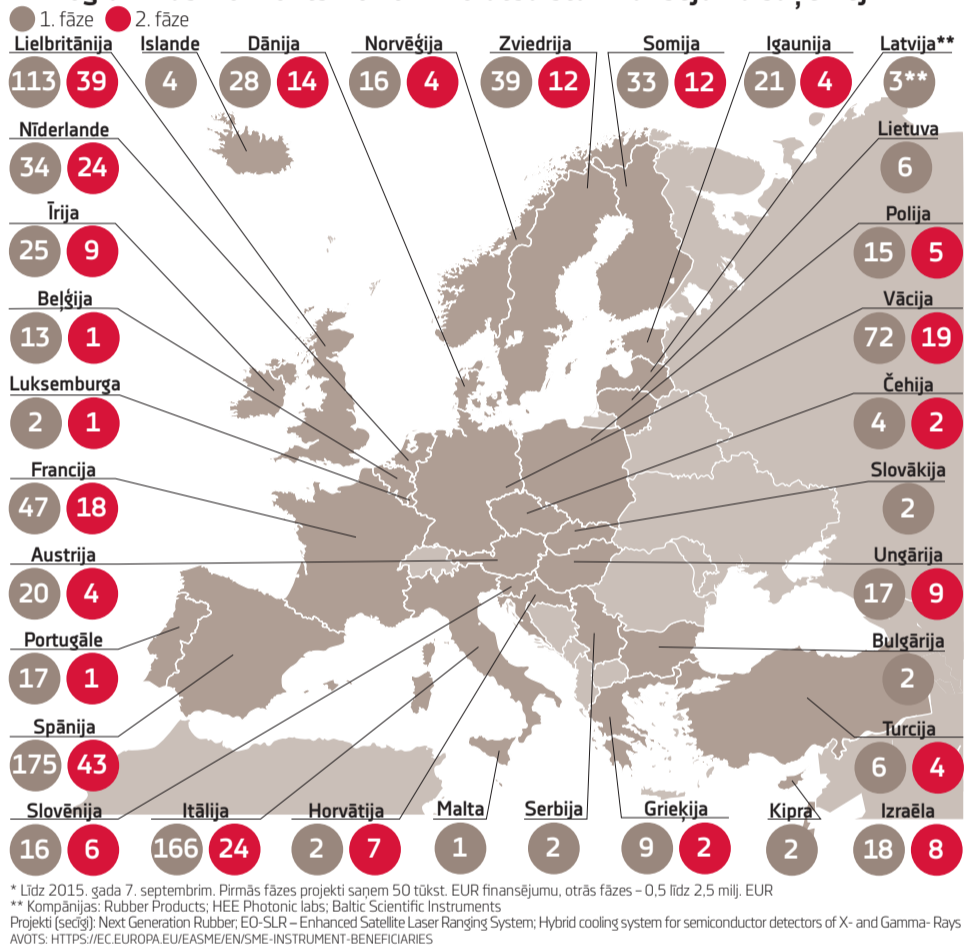 1. fāze 2. fāze
Lielbritānija Islande Dānija Norvēģija Zviedrija Somija Igaunija Latvija**
113 39 4 28 14 16 4 39 12 33 12 21 4 3**
Nīderlande Lietuva
34 24 6
Īrija Polija
25 9 15 5
Beļģija Vācija
13 1 72 19
Luksemburga Čehija
2 1 4 2
Francija Slovākija
47 18 2
Austrija Ungārija
20 4 17 9
Portugāle Bulgārija
17 1 2
Spānija Turcija
175 43 6 4
Slovēnija Itālija Horvātija Malta Serbija Grieķija Kipra Izraēla
16 6 166 24 2 7 1 2 9 2 2 18 8
* Līdz 2015. gada 7. septembrim. Pirmās fāzes projekti saņem 50 tūkst. EUR finansējumu, otrās fāzes – 0,5 līdz 2,5 milj. EUR
** Kompānijas: Rubber Products; HEE Photonic labs; Baltic Scientific Instruments
Projekti (secīgi): Next Generation Rubber; EO-SLR – Enhanced Satellite Laser Ranging System; Hybrid cooling system for semiconductor detectors of X- and Gamma- Rays
AVOTS: HTTPS://EC.EUROPA.EU/EASME/EN/SME-INSTRUMENT-BENEFICIARIES